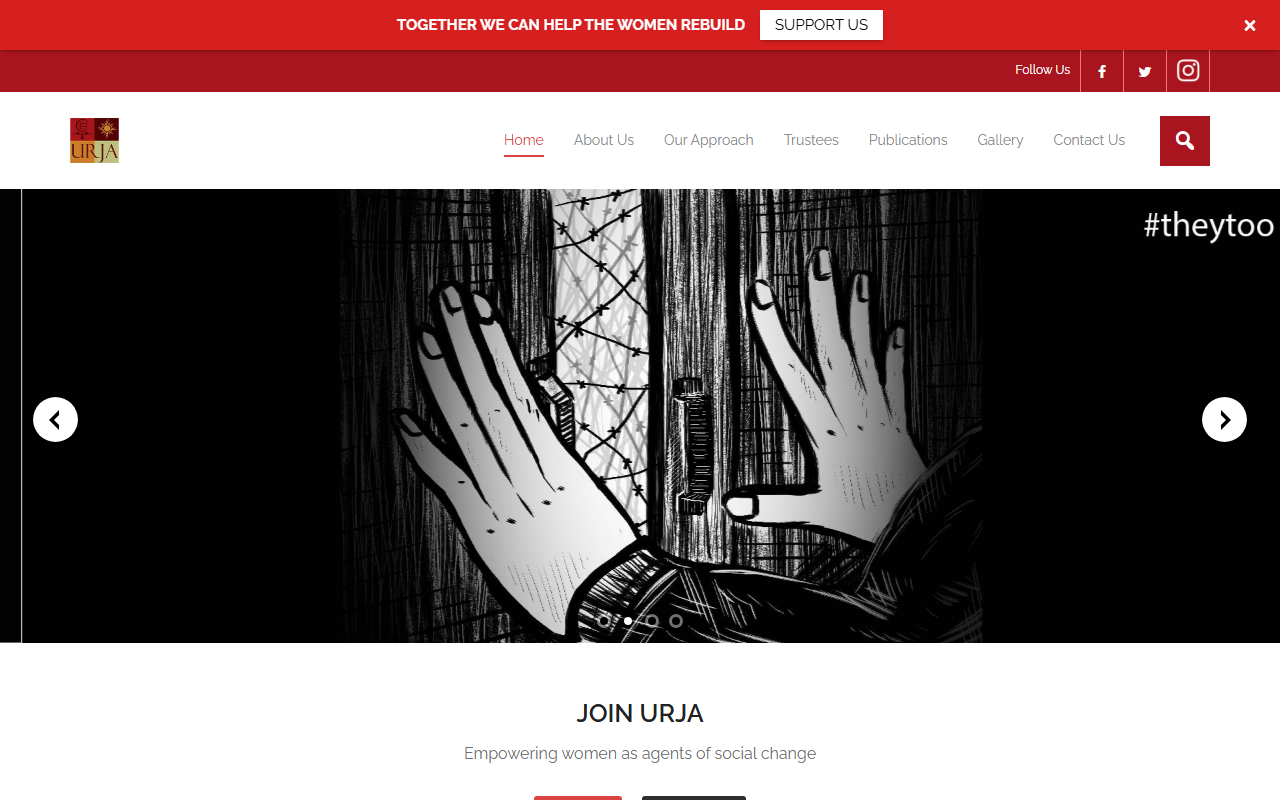 TOGETHER WE CAN HELP THE WOMEN REBUILD SUPPORT US
Follow Us
URJA
Home About Us Our Approach Trustees Publications Gallery Contact Us
#theytoo
JOIN URJA
Empowering women as agents of social change